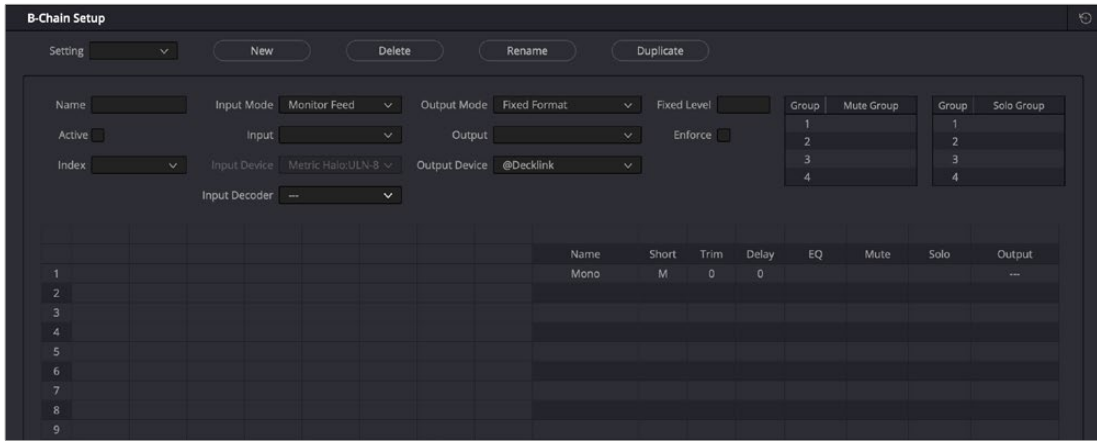 B-Chain Setup
Setting New Delete Rename Duplicate
Name Input Mode Monitor Feed Output Mode Fixed Format Fixed Level Group Mute Group Group Solo Group
1 1
Active Input Output Enforce 2 2
Index Input Device Metric Halo:ULN-8 Output Device @Decklink 3 3
4 4
Input Decoder ---
Name Short Trim Delay EQ Mute Solo Output
1 Mono M 0 0 ---
2
3
4
5
6
7
8
9